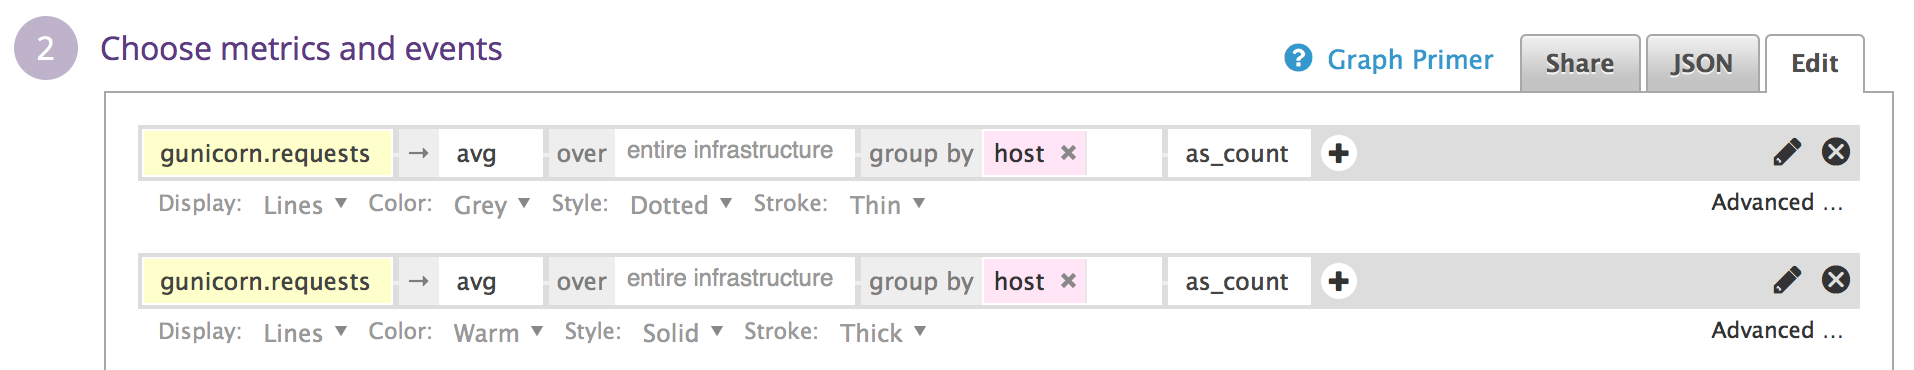 2 Choose metrics and events
? Graph Primer Share JSON Edit
gunicorn.requests → avg over entire infrastructure group by host × as_count +
Display: Lines ▼ Color: Grey ▼ Style: Dotted ▼ Stroke: Thin ▼ Advanced ...
gunicorn.requests → avg over entire infrastructure group by host × as_count +
Display: Lines ▼ Color: Warm ▼ Style: Solid ▼ Stroke: Thick ▼ Advanced ...